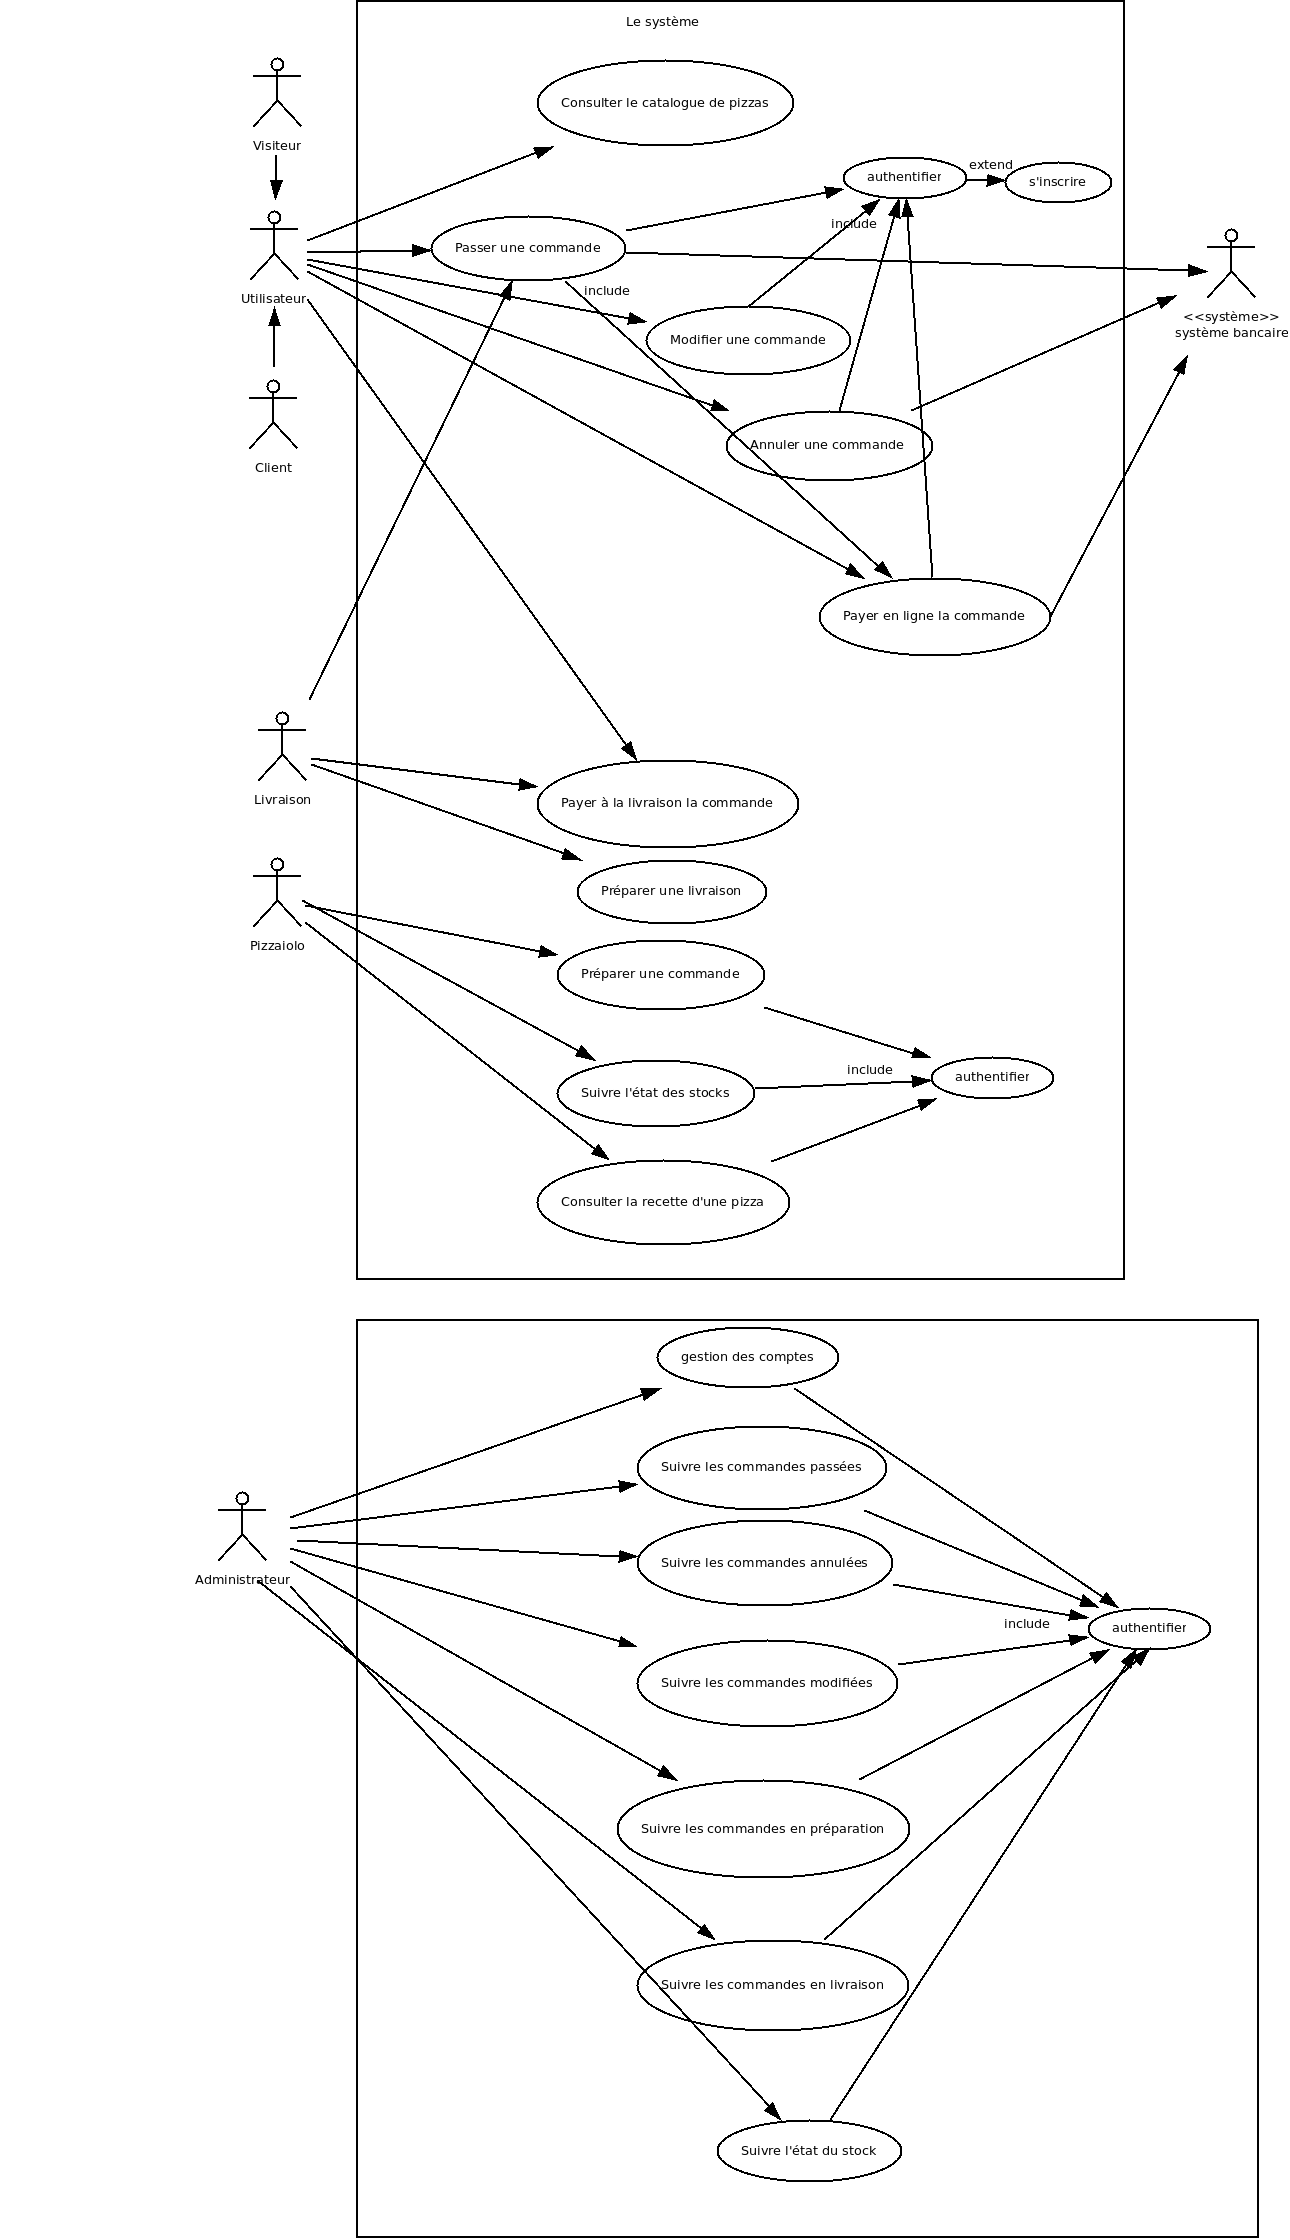 Le système
Consulter le catalogue de pizzas
Visiteur
extend
authentifier
s'inscrire
include
Passer une commande
Utilisateur
include
<<système>>
système bancaire
Modifier une commande
Annuler une commande
Client
Payer en ligne la commande
Livraison
Payer à la livraison la commande
Préparer une livraison
Pizzaiolo
Préparer une commande
include
authentifier
Suivre l'état des stocks
Consulter la recette d'une pizza
gestion des comptes
Suivre les commandes passées
Suivre les commandes annulées
Administrateur
include
authentifier
Suivre les commandes modifiées
Suivre les commandes en préparation
Suivre les commandes en livraison
Suivre l'état du stock